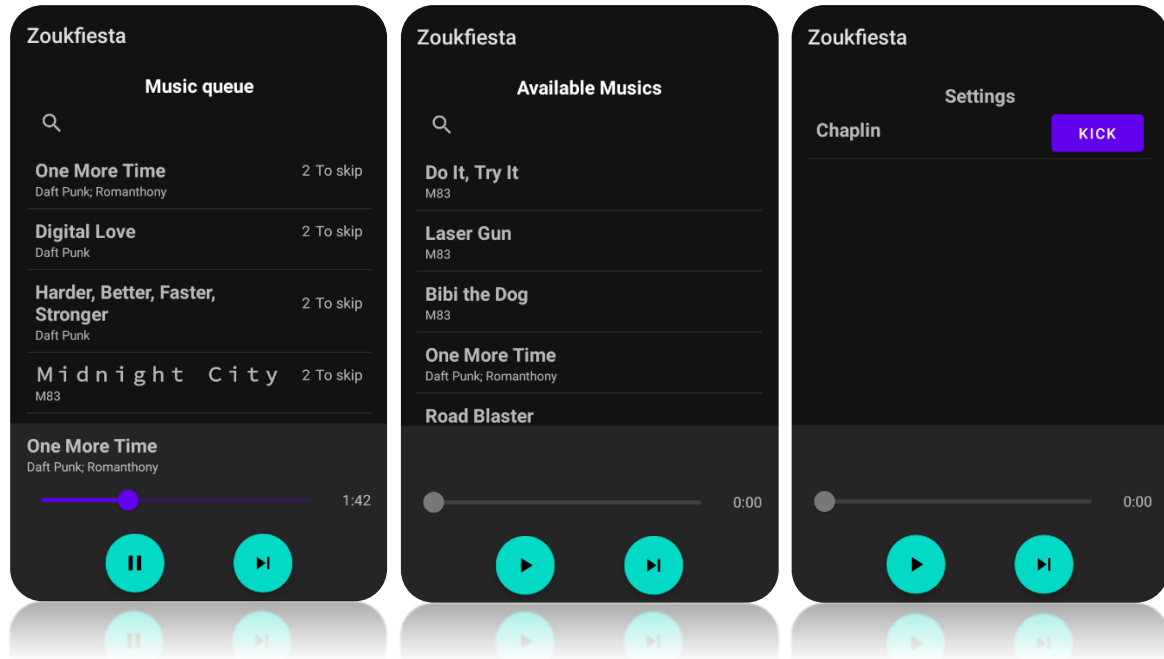 Zoukfiesta
Music queue
One More Time
2 To skip
Daft Punk; Romanthony
Digital Love
2 To skip
Daft Punk
Harder, Better, Faster,
Stronger
2 To skip
Daft Punk
Midnight City
2 To skip
M83
One More Time
Daft Punk; Romanthony
1:42
Zoukfiesta
Available Musics
Do It, Try It
M83
Laser Gun
M83
Bibi the Dog
M83
One More Time
Daft Punk; Romanthony
Road Blaster
0:00
Zoukfiesta
Settings
Chaplin
KICK
0:00